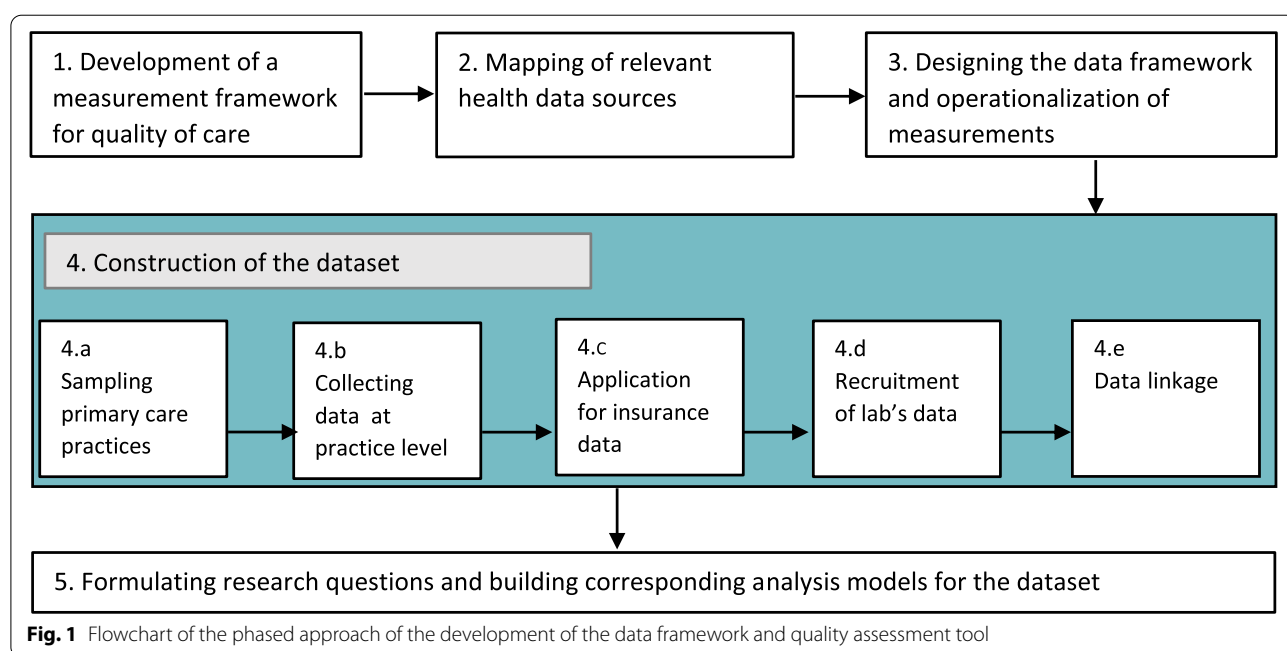 1. Development of a
measurement framework
for quality of care
2. Mapping of relevant
health data sources
3. Designing the data framework
and operationalization of
measurements
4. Construction of the dataset
4.a
Sampling
primary care
practices
4.b
Collecting
data at
practice level
4.c
Application
for insurance
data
4.d
Recruitment
of lab's data
4.e
Data linkage
5. Formulating research questions and building corresponding analysis models for the dataset
Fig. 1 Flowchart of the phased approach of the development of the data framework and quality assessment tool